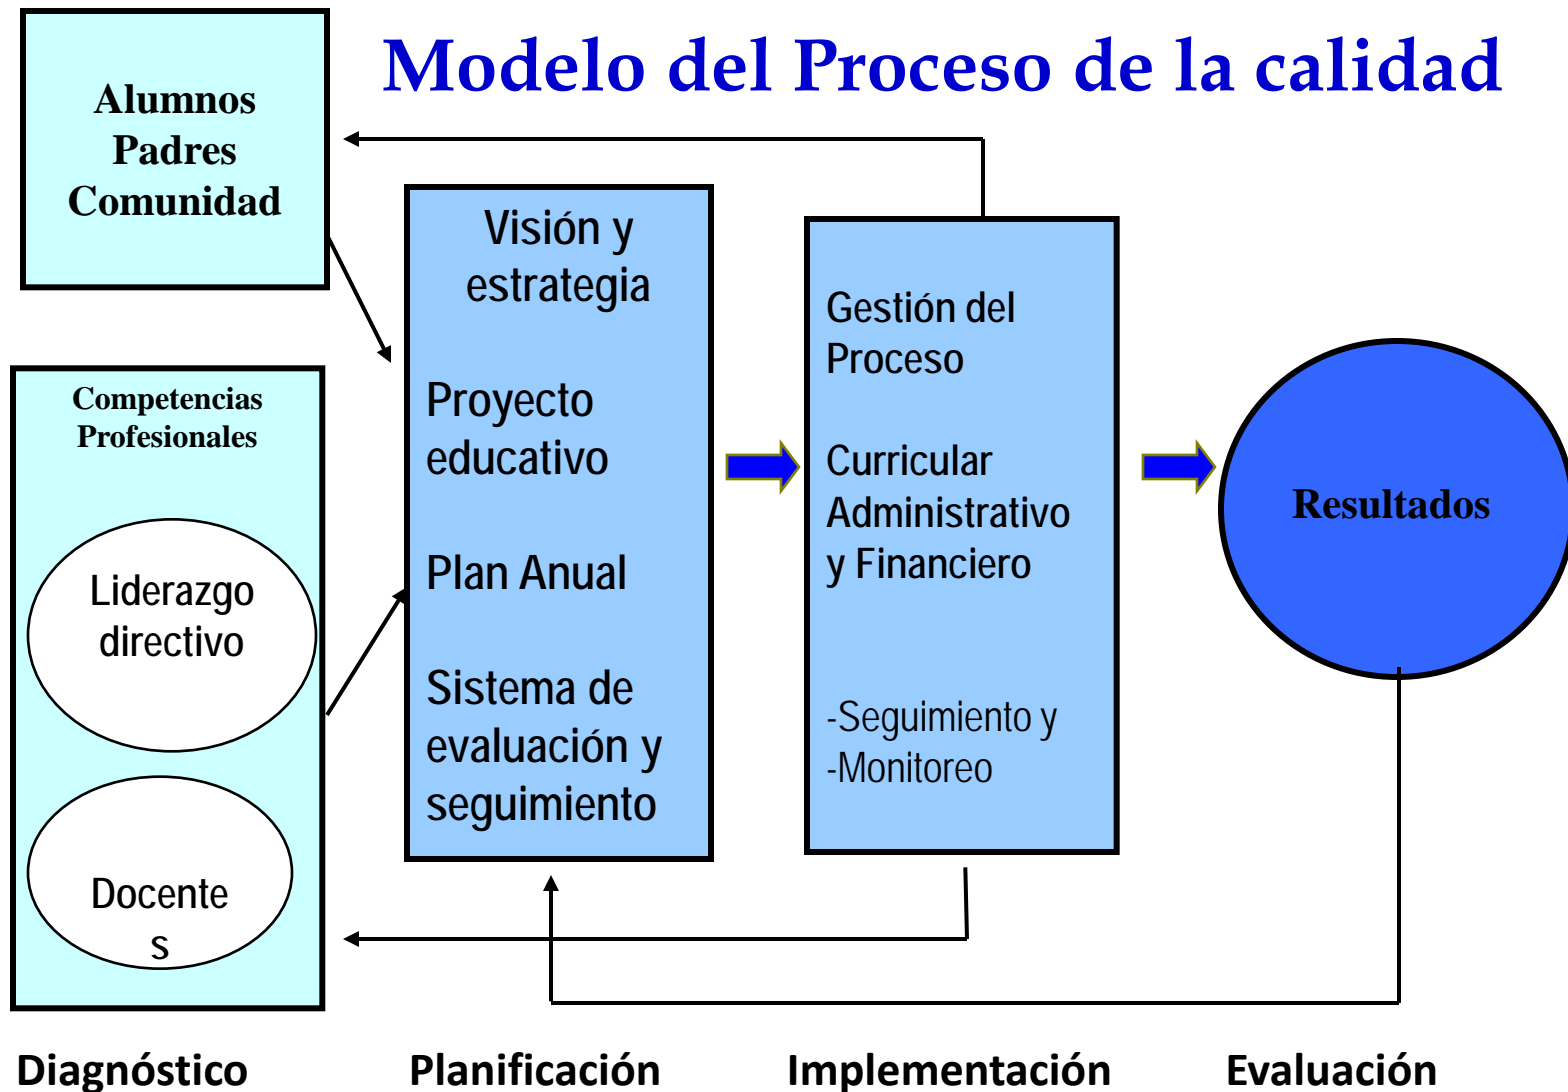 Modelo del Proceso de la calidad
Alumnos
Padres
Comunidad
Competencias
Profesionales
Liderazgo
directivo
Docente
s
Visión y
estrategia
Proyecto
educativo
Plan Anual
Sistema de
evaluación y
seguimiento
Gestión del
Proceso
Curricular
Administrativo
y Financiero
-Seguimiento y
-Monitoreo
Resultados
Diagnóstico
Planificación
Implementación
Evaluación